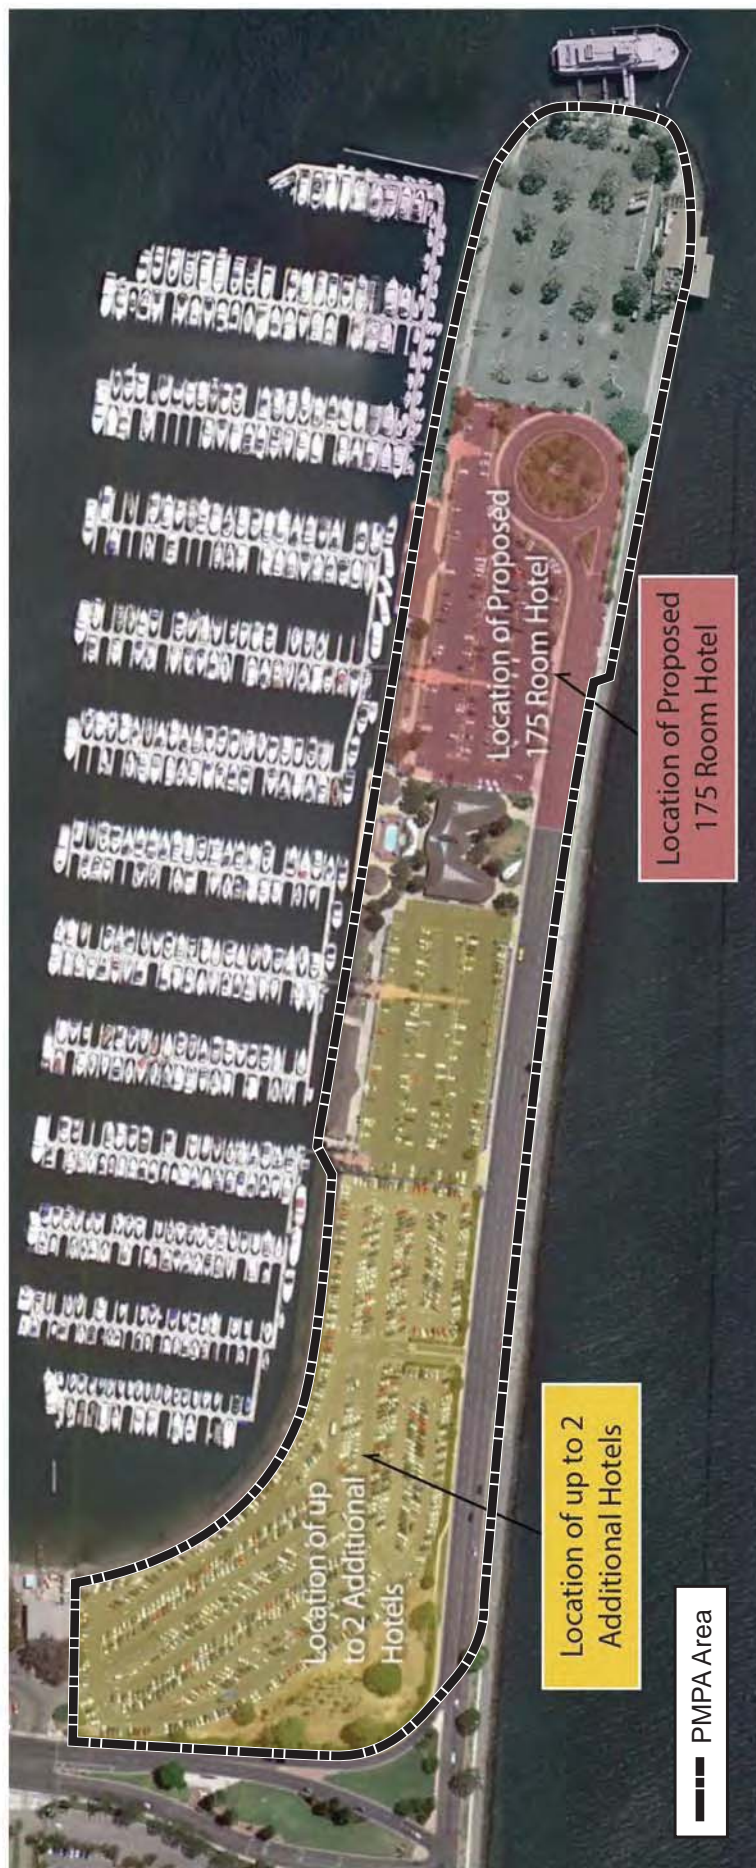 Location of up
to 2 Additional
Hotels
Location of Proposed
175 Room Hotel
Location of up to 2
Additional Hotels
Location of Proposed
175 Room Hotel
PMPA Area